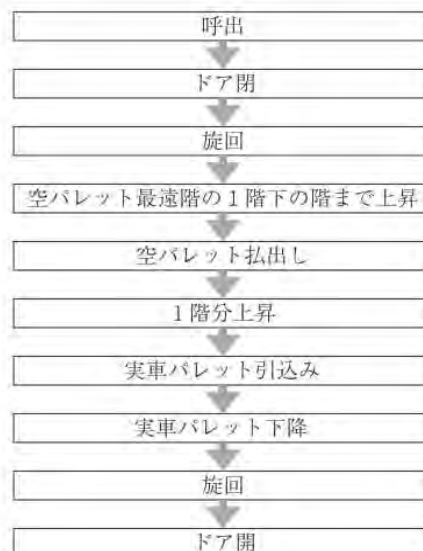 呼出
ドア閉
旋回
空パレット最遠階の1階下の階まで上昇
空パレット払出し
1階分上昇
実車パレット引込み
実車パレット下降
旋回
ドア開